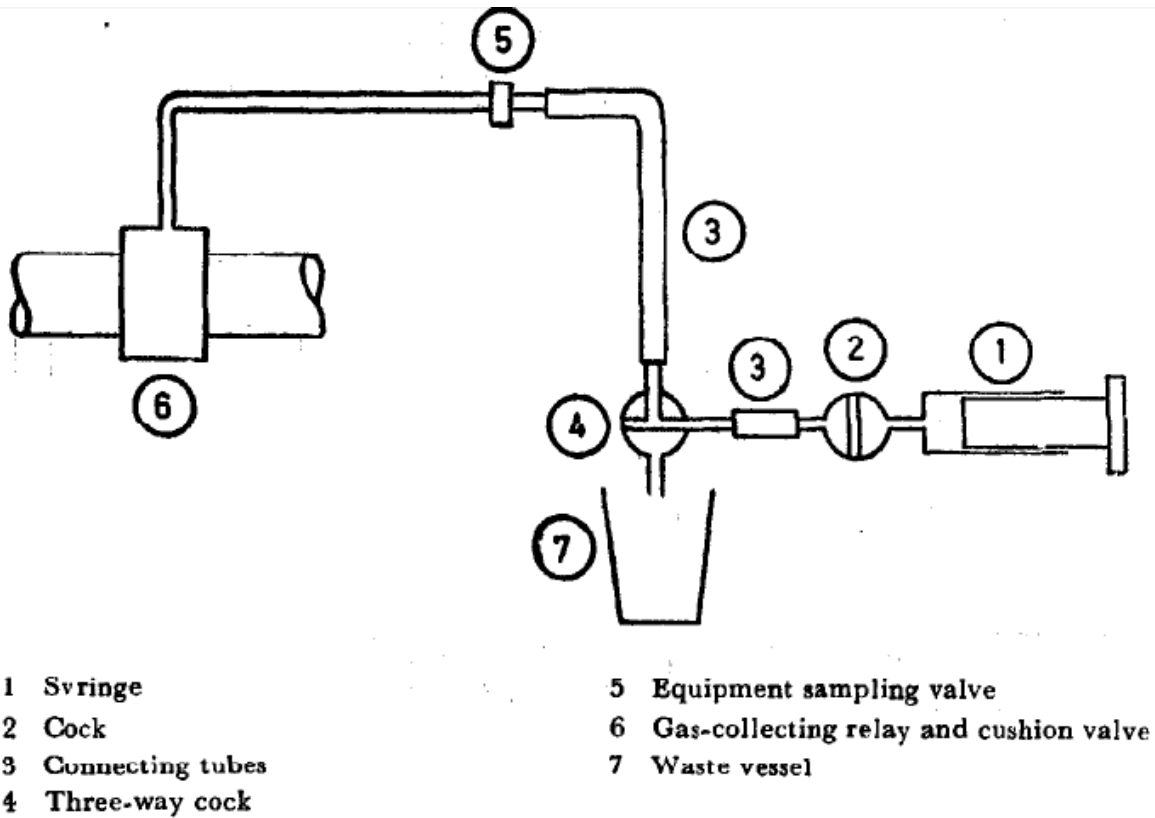 5
3
1
2
3
6
4
7
1 Syringe
2 Cock
3 Connecting tubes
4 Three-way cock
5 Equipment sampling valve
6 Gas-collecting relay and cushion valve
7 Waste vessel